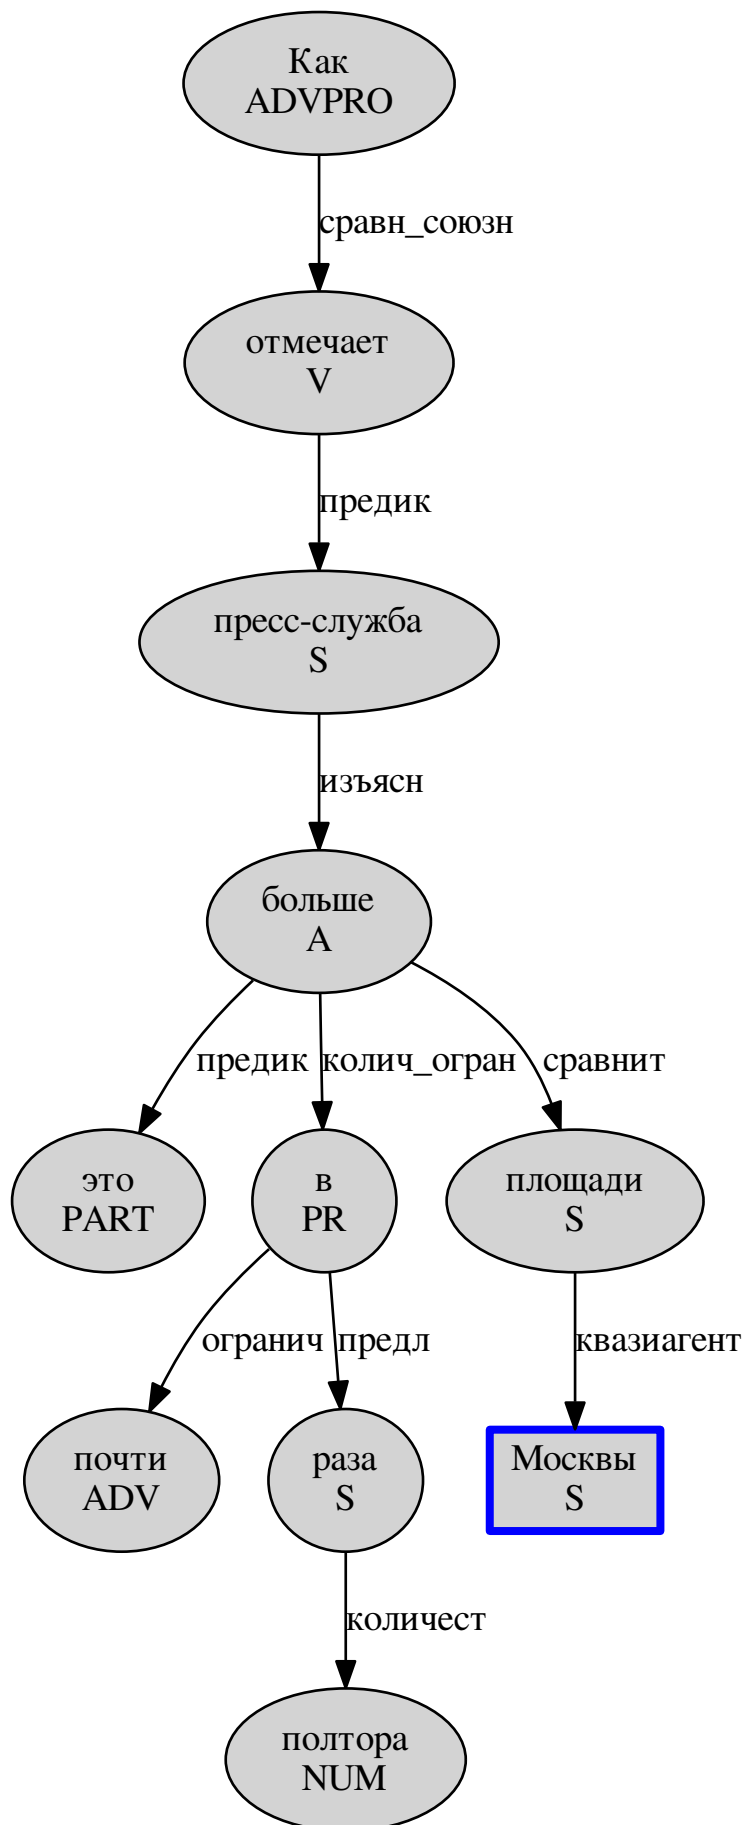 Как
ADVPRO
сравн_союзн
отмечает
V
предик
пресс-служба
S
изъясн
больше
A
предик
колич_огран
сравнит
это
PART
в
PR
площади
S
огранич
предл
квазиагент
почти
ADV
раза
S
Москвы
S
количест
полтора
NUM